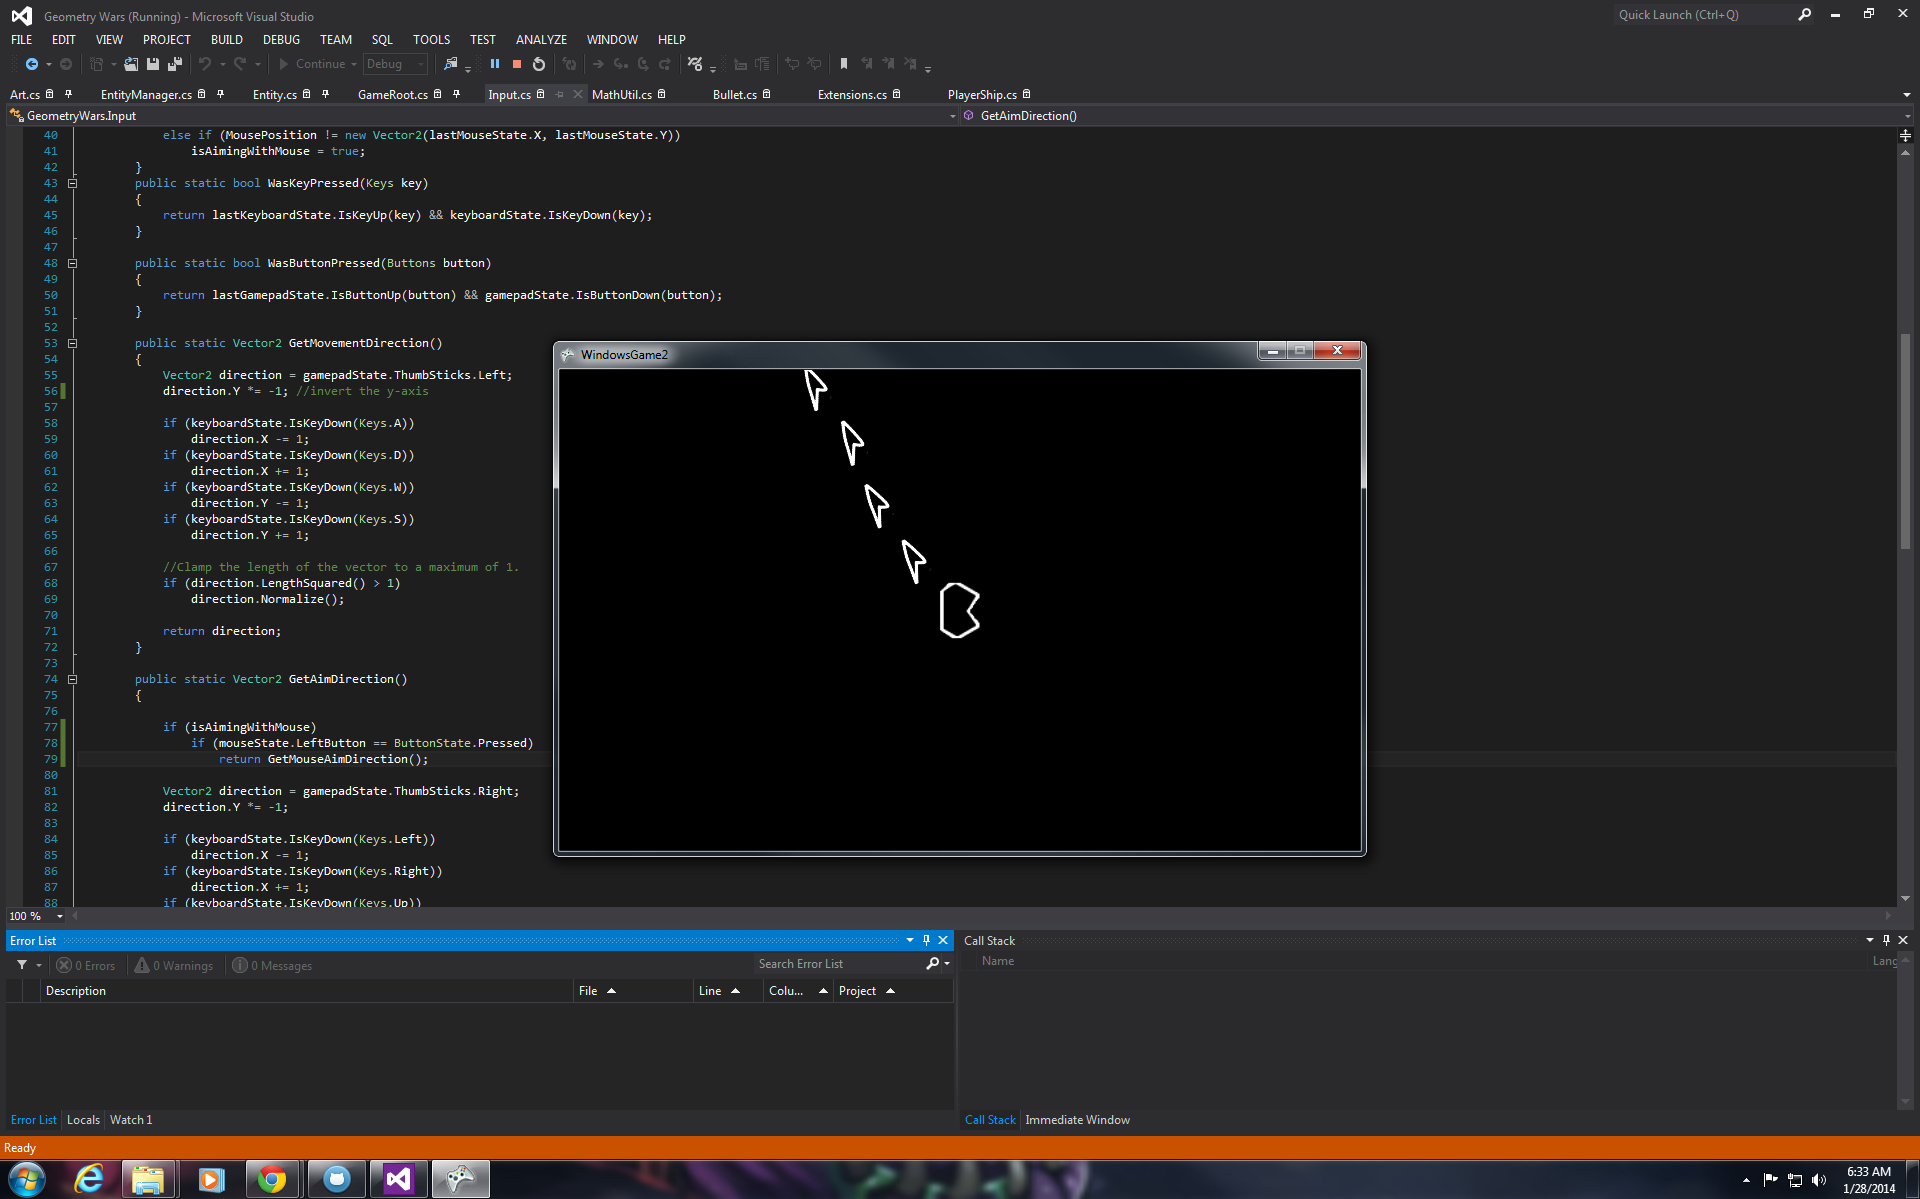 Geometry Wars (Running) - Microsoft Visual Studio
Quick Launch (Ctrl+Q)
FILE EDIT VIEW PROJECT BUILD DEBUG TEAM SQL TOOLS TEST ANALYZE WINDOW HELP
Continue Debug
Art.cs EntityManager.cs Entity.cs GameRoot.cs Input.cs MathUtil.cs Bullet.cs Extensions.cs PlayerShip.cs
GeometryWars.Input GetAimDirection()
40 else if (MousePosition != new Vector2(lastMouseState.X, lastMouseState.Y))
41 isAimingWithMouse = true;
42 }
43 public static bool WasKeyPressed(Keys key)
44 {
45 return lastKeyboardState.IsKeyUp(key) && keyboardState.IsKeyDown(key);
46 }
47
48 public static bool WasButtonPressed(Buttons button)
49 {
50 return lastGamepadState.IsButtonUp(button) && gamepadState.IsButtonDown(button);
51 }
52
53 public static Vector2 GetMovementDirection()
54 {
55 Vector2 direction = gamepadState.ThumbSticks.Left;
56 direction.Y *= -1; //invert the y-axis
57
58 if (keyboardState.IsKeyDown(Keys.A))
59 direction.X -= 1;
60 if (keyboardState.IsKeyDown(Keys.D))
61 direction.X += 1;
62 if (keyboardState.IsKeyDown(Keys.W))
63 direction.Y -= 1;
64 if (keyboardState.IsKeyDown(Keys.S))
65 direction.Y += 1;
66
67 //Clamp the length of the vector to a maximum of 1.
68 if (direction.LengthSquared() > 1)
69 direction.Normalize();
70
71 return direction;
72 }
73
74 public static Vector2 GetAimDirection()
75 {
76
77 if (isAimingWithMouse)
78 if (mouseState.LeftButton == ButtonState.Pressed)
79 return GetMouseAimDirection();
80
81 Vector2 direction = gamepadState.ThumbSticks.Right;
82 direction.Y *= -1;
83
84 if (keyboardState.IsKeyDown(Keys.Left))
85 direction.X -= 1;
86 if (keyboardState.IsKeyDown(Keys.Right))
87 direction.X += 1;
88 if (keyboardState.IsKeyDown(Keys.Up))
WindowsGame2
100 %
Error List
0 Errors 0 Warnings 0 Messages Search Error List
Description File Line Colu... Project
Error List Locals Watch 1
Call Stack
Name Lang
Call Stack Immediate Window
Ready
6:33 AM
1/28/2014